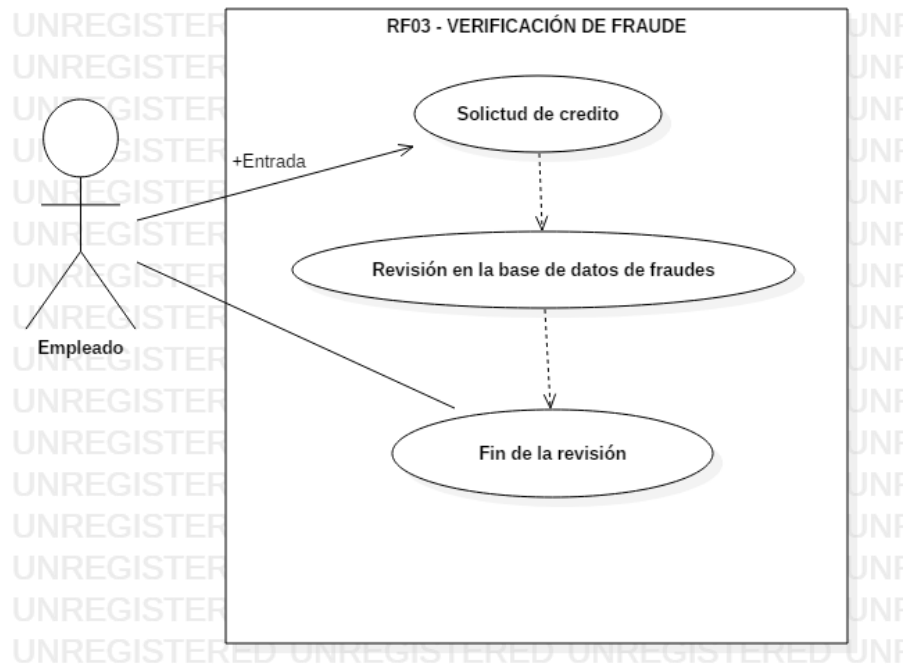 RF03 - VERIFICACIÓN DE FRAUDE
Solictud de credito
+Entrada
Revisión en la base de datos de fraudes
Empleado
Fin de la revisión
UNREGISTERED UNREGISTERED